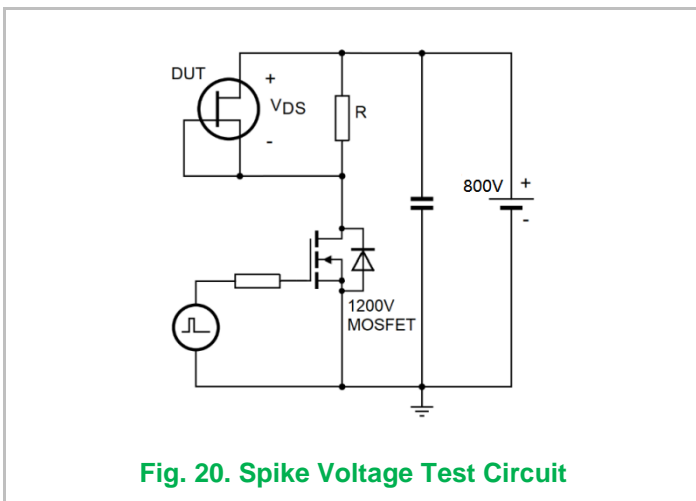 DUT
+
VDS
-
R
800V
+
-
1200V
MOSFET
Fig. 20. Spike Voltage Test Circuit